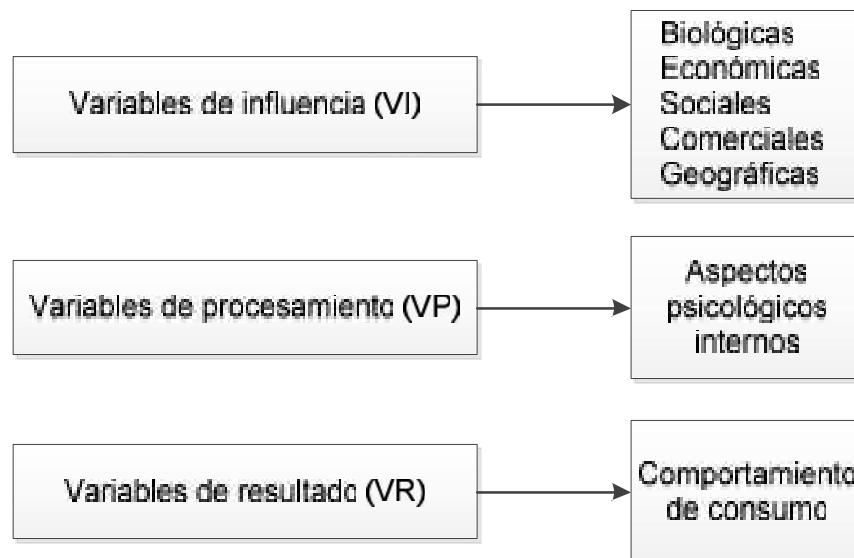 Variables de influencia (VI)
Biológicas
Económicas
Sociales
Comerciales
Geográficas
Variables de procesamiento (VP)
Aspectos
psicológicos
internos
Variables de resultado (VR)
Comportamiento
de consumo